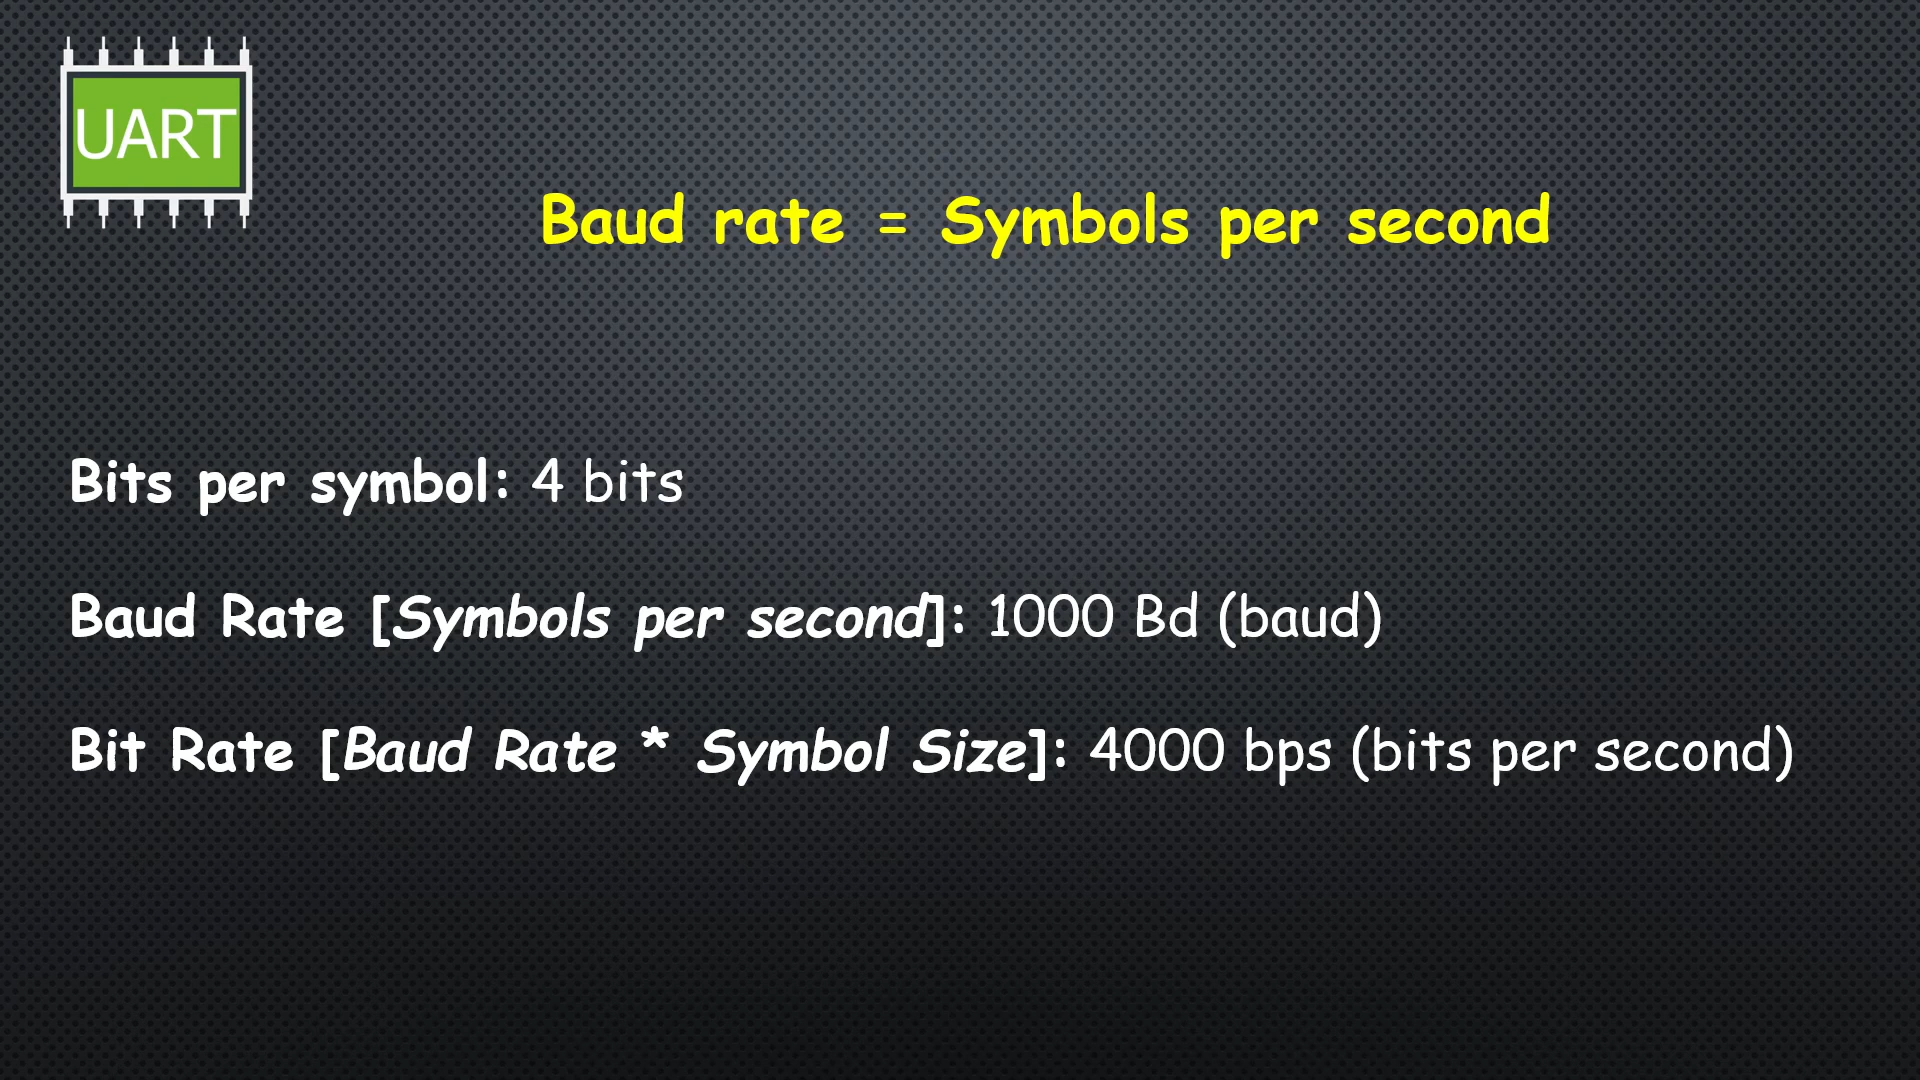 UART
Baud rate = Symbols per second
Bits per symbol: 4 bits
Baud Rate [Symbols per second]: 1000 Bd (baud)
Bit Rate [Baud Rate * Symbol Size]: 4000 bps (bits per second)